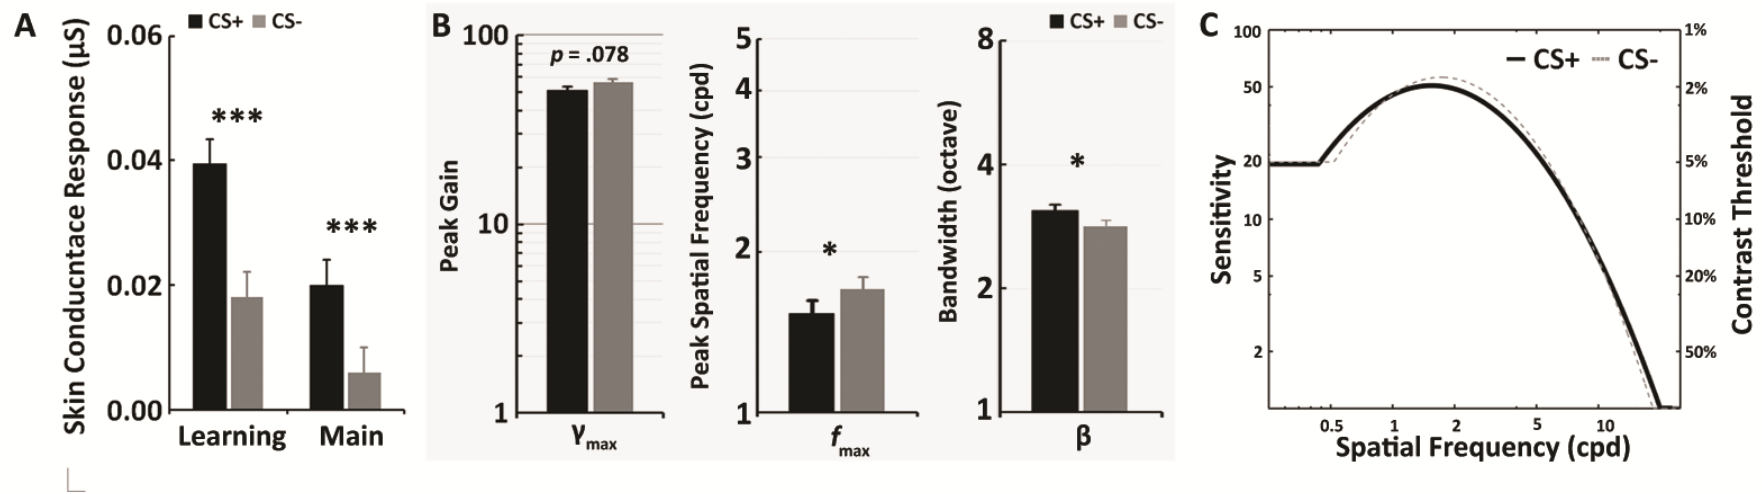 A
CS+ CS-
Skin Conducntace Response (µS)
0.06
0.04
0.02
0.00
***
***
Learning Main
B
CS+ CS-
Peak Gain
100
10
1
p = .078
γmax
Peak Spatial Frequency (cpd)
5
4
3
2
1
*
fmax
Bandwidth (octave)
8
4
2
1
*
β
C
CS+ CS-
Sensitivity
100
50
20
10
5
2
1%
2%
5%
10%
20%
50%
Contrast Threshold
0.5 1 2 5 10
Spatial Frequency (cpd)